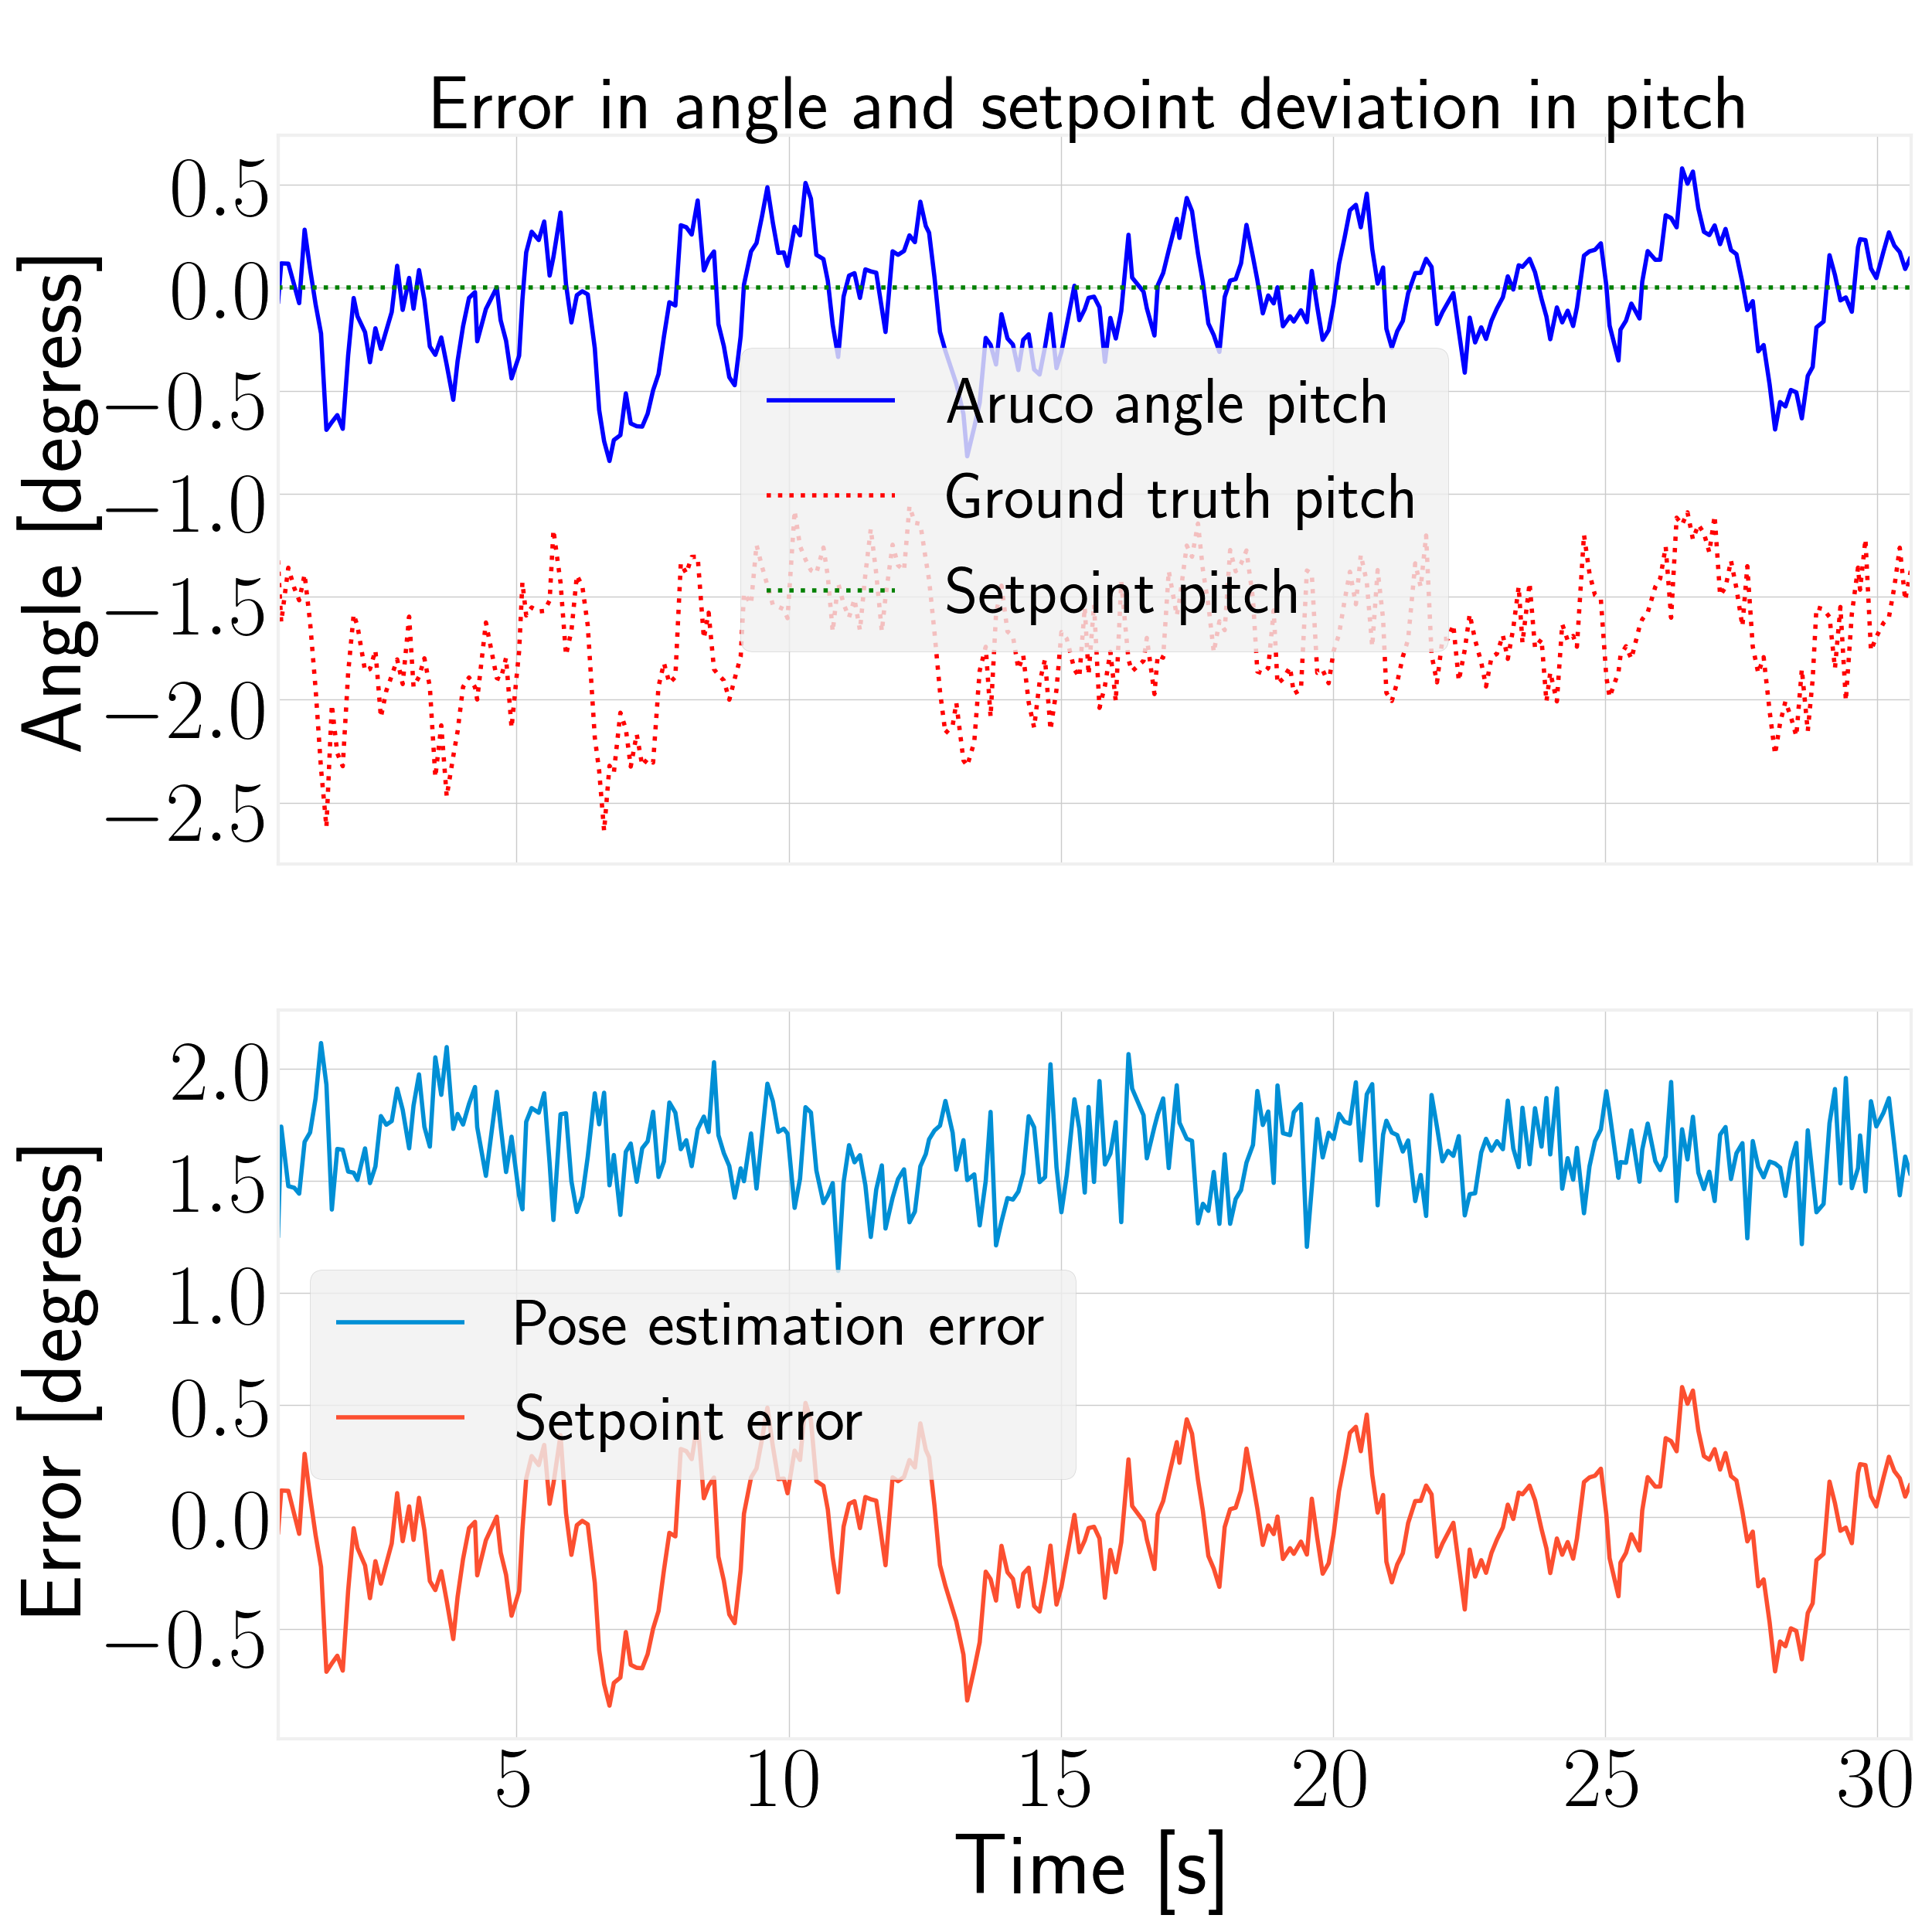 Error in angle and setpoint deviation in pitch
Angle [degress]
0.5
0.0
−0.5
−1.0
−1.5
−2.0
−2.5
Aruco angle pitch
Ground truth pitch
Setpoint pitch
Error [degress]
2.0
1.5
1.0
0.5
0.0
−0.5
Pose estimation error
Setpoint error
5 10 15 20 25 30
Time [s]